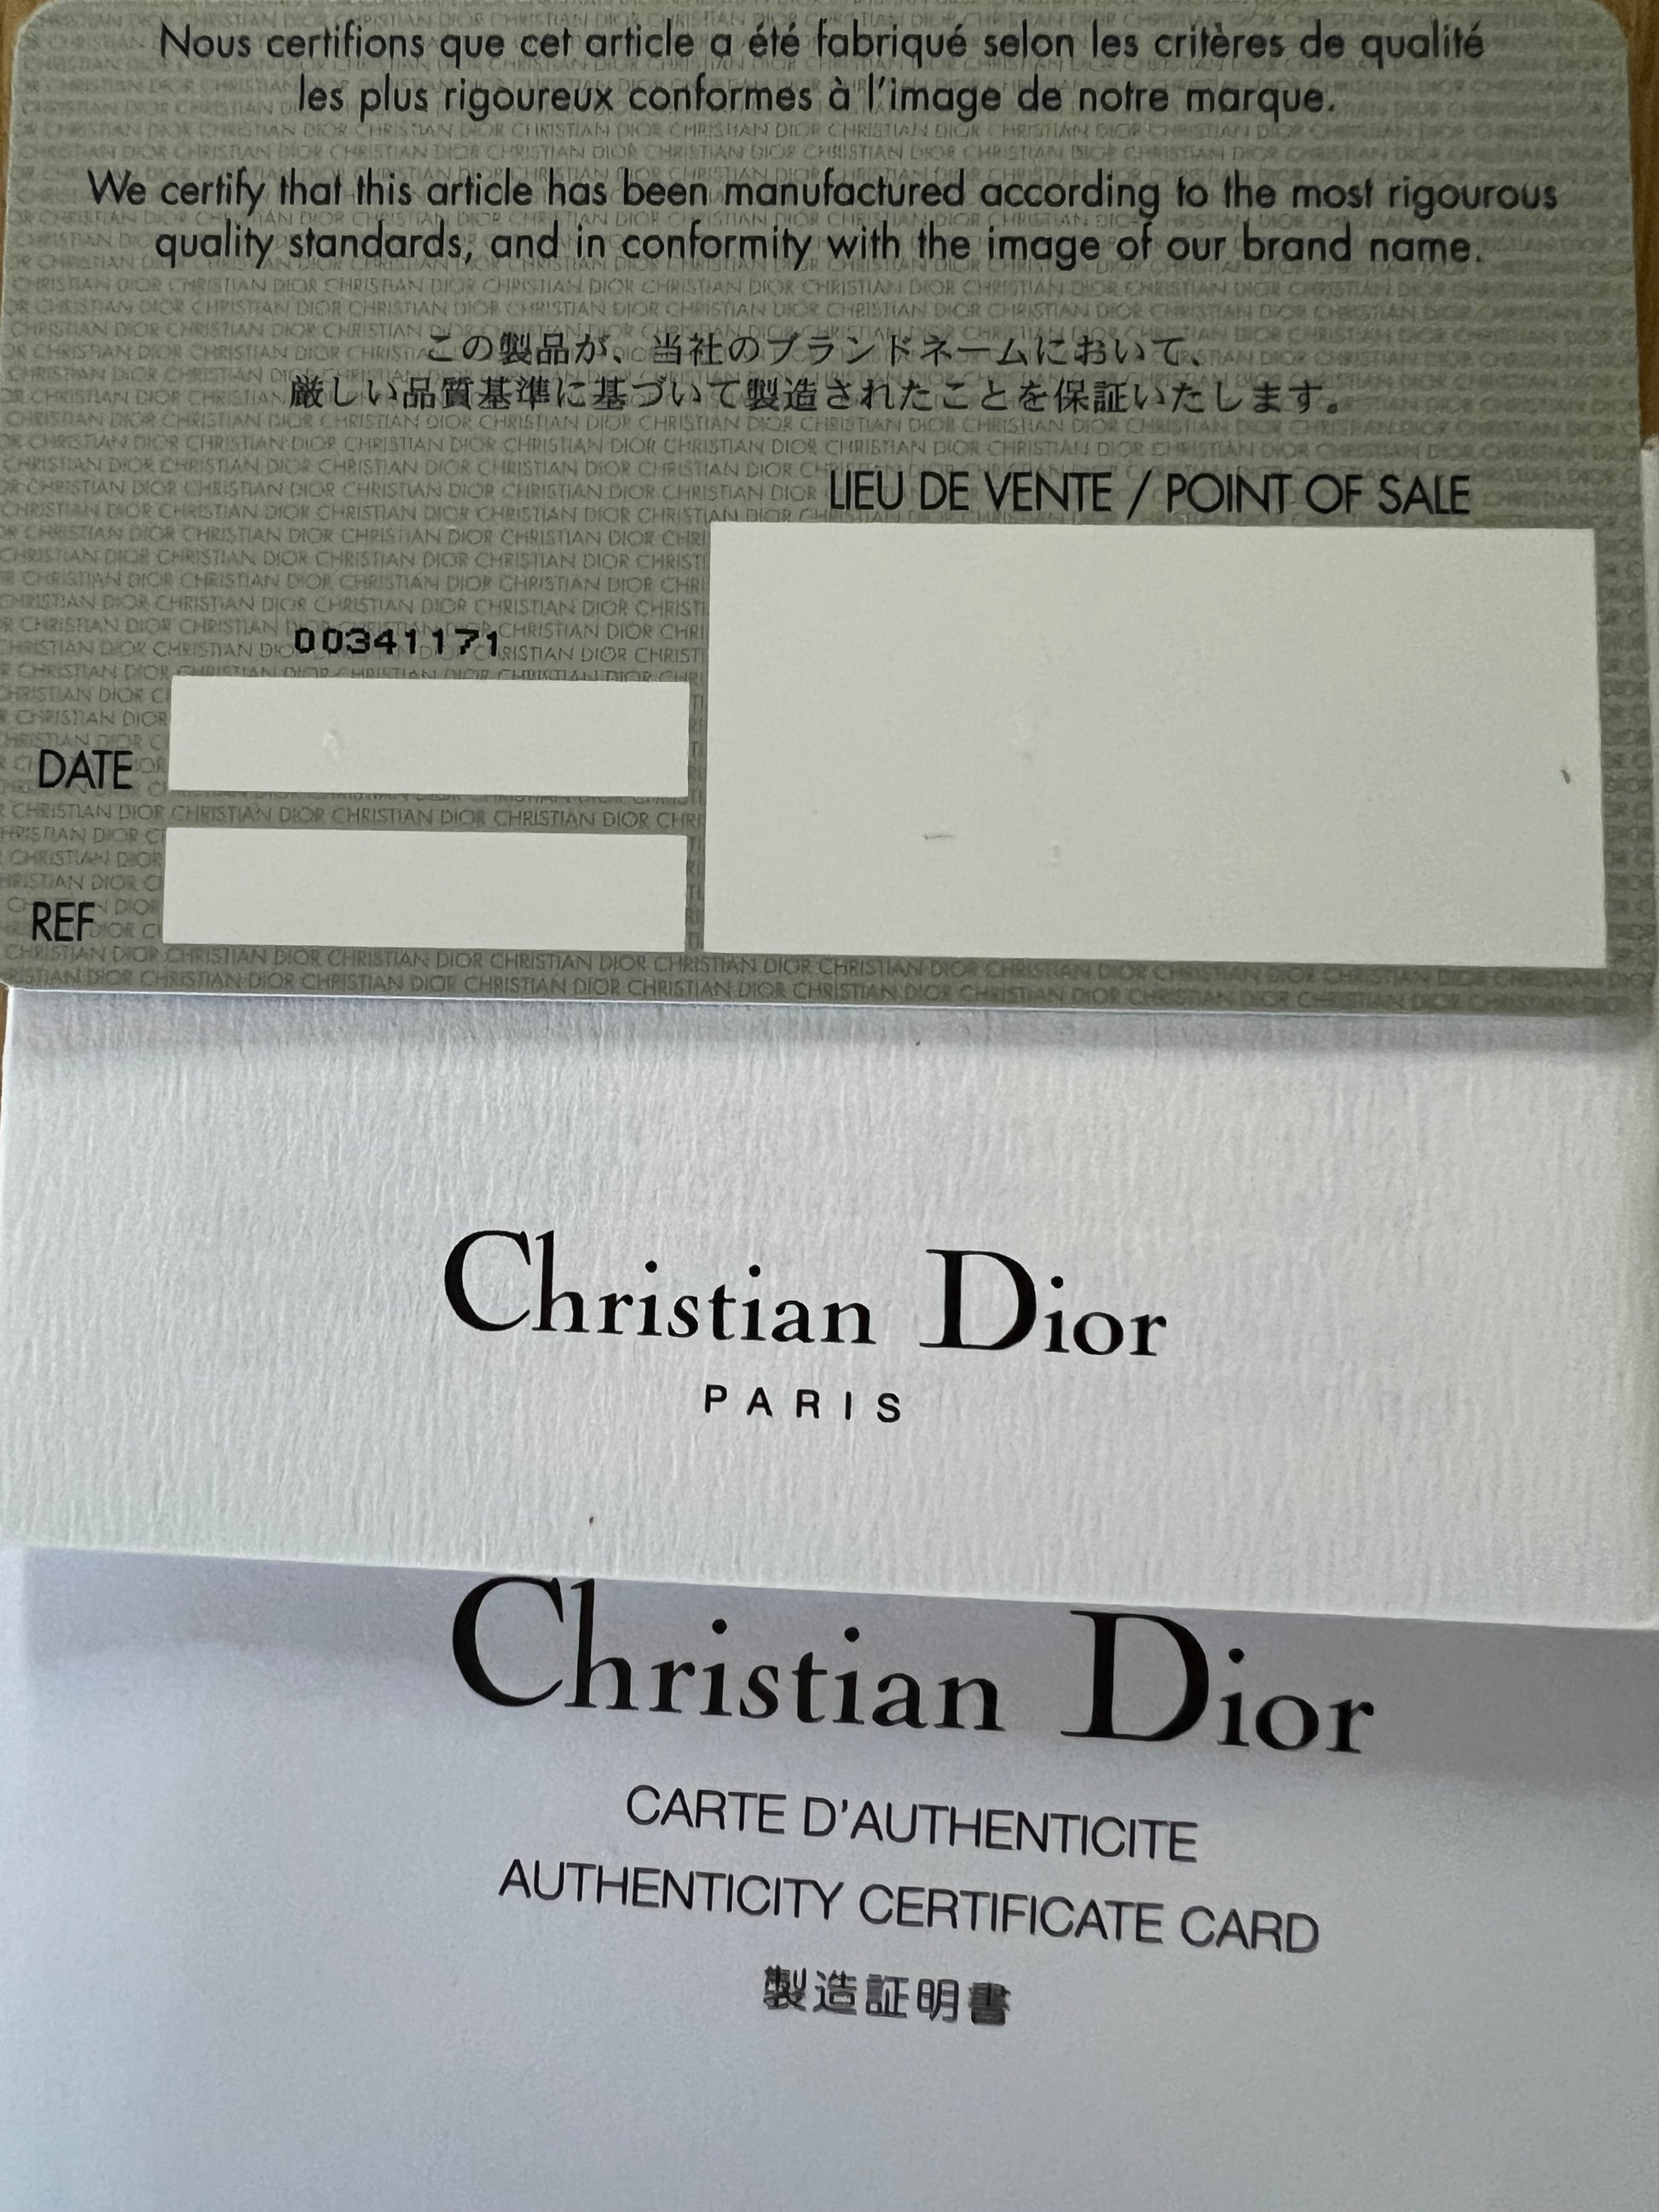 Nous certifions que cet article a été fabriqué selon les critères de qualité
les plus rigoureux conformes à l'image de notre marque.
We certify that this article has been manufactured according to the most rigourous
quality standards, and in conformity with the image of our brand name.
この製品が、当社のブランドネームにおいて、
厳しい品質基準に基づいて製造されたことを保証いたします。
LIEU DE VENTE / POINT OF SALE
00341171
DATE
REF
Christian Dior
PARIS
Christian Dior
CARTE D'AUTHENTICITE
AUTHENTICITY CERTIFICATE CARD
製造証明書